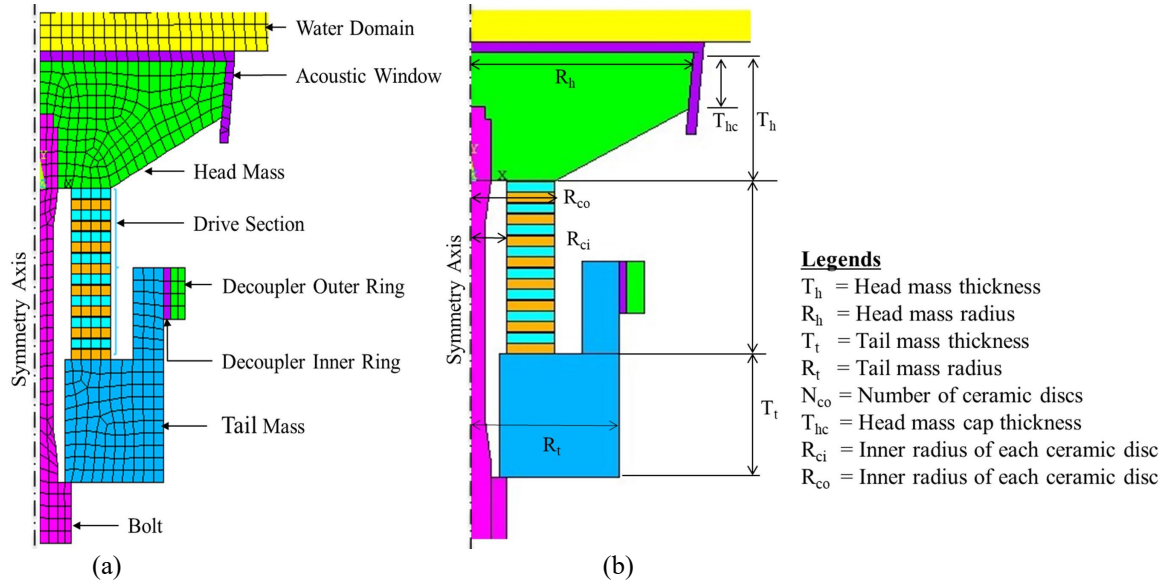 (a)
Water Domain
Acoustic Window
Head Mass
Drive Section
Decoupler Outer Ring
Decoupler Inner Ring
Tail Mass
Bolt
Symmetry Axis
X
(b)
R_h
T_hc
T_h
X
R_co
R_ci
Symmetry Axis
T_t
R_t
Legends
T_h = Head mass thickness
R_h = Head mass radius
T_t = Tail mass thickness
R_t = Tail mass radius
N_co = Number of ceramic discs
T_hc = Head mass cap thickness
R_ci = Inner radius of each ceramic disc
R_co = Inner radius of each ceramic disc
(a)
(b)